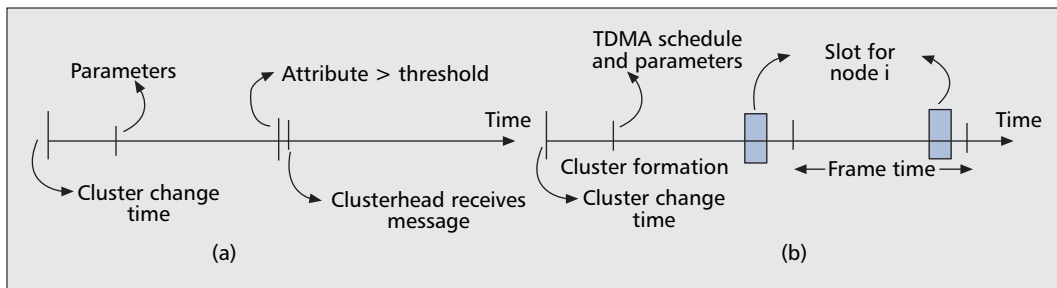 Parameters
Attribute > threshold
Time
Cluster change
time
Clusterhead receives
message
(a)
TDMA schedule
and parameters
Slot for
node i
Time
Cluster formation
Frame time
Cluster change
time
(b)